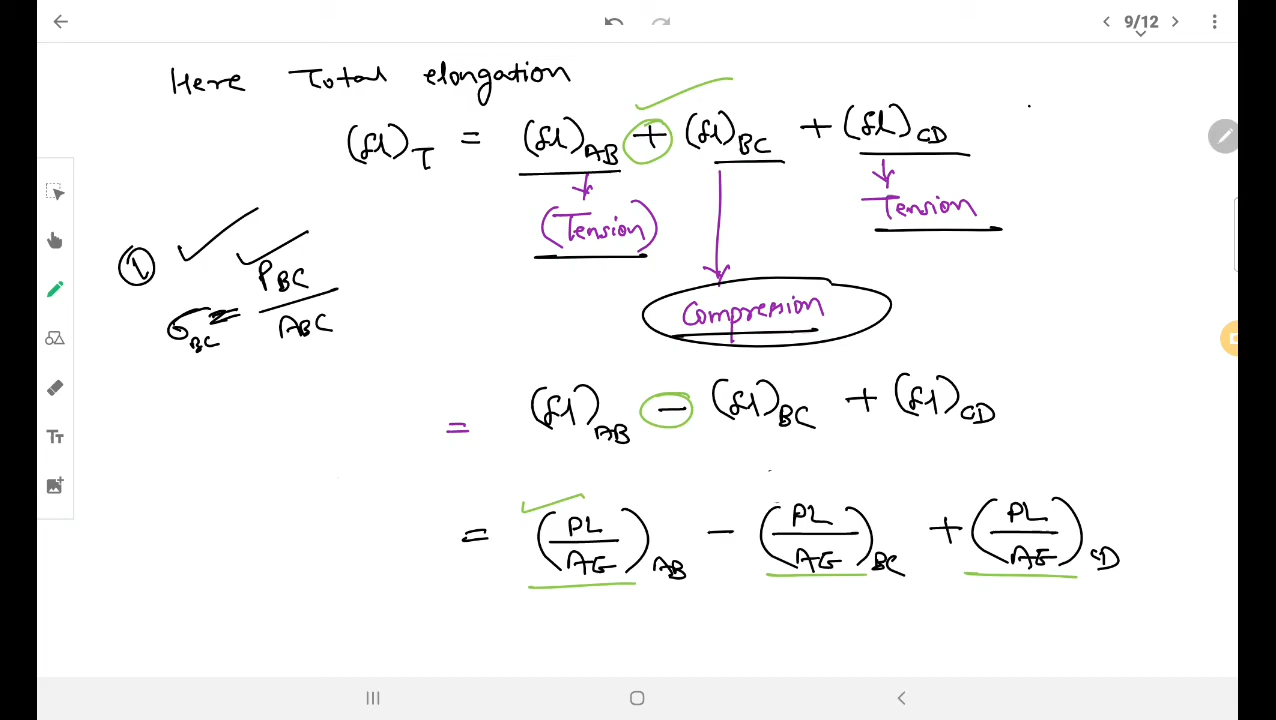 9/12
Here Total elongation
(δl)T = (δl)AB + (δl)BC + (δl)CD
(Tension)
Tension
①
σBC = PBC / ABC
Compression
= (δl)AB - (δl)BC + (δl)CD
= (PL/AE)AB - (PL/AE)BC + (PL/AE)CD
Tт